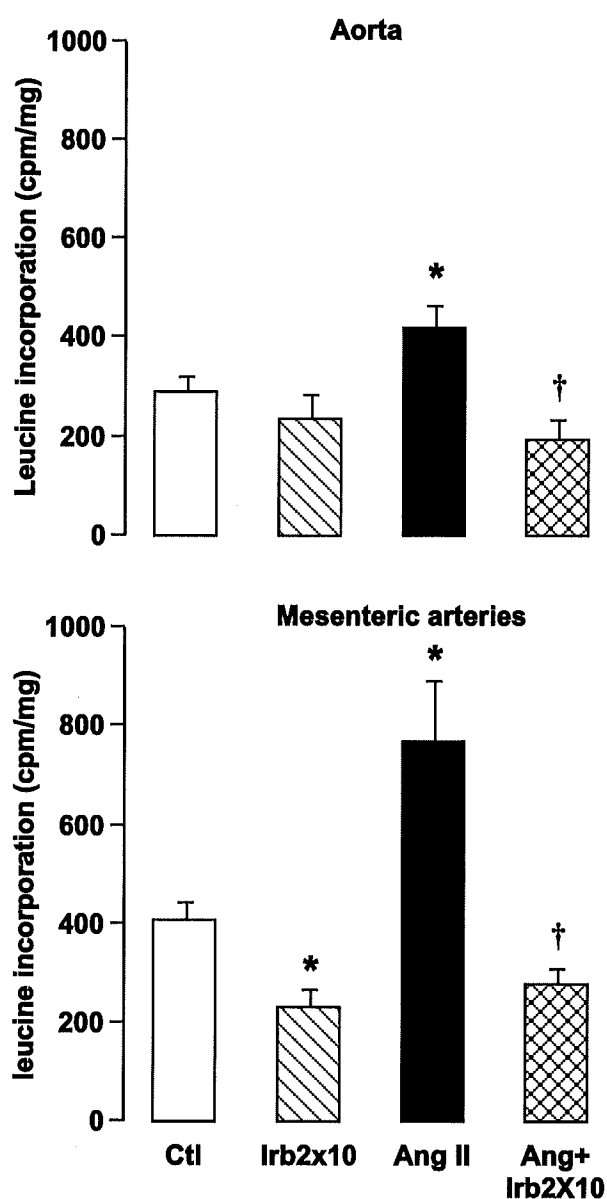 Aorta
Leucine incorporation (cpm/mg)
1000
800
600
400
200
0
*
†
Mesenteric arteries
leucine incorporation (cpm/mg)
1000
800
600
400
200
0
*
*
†
Ctl
Irb2x10
Ang II
Ang+
Irb2X10